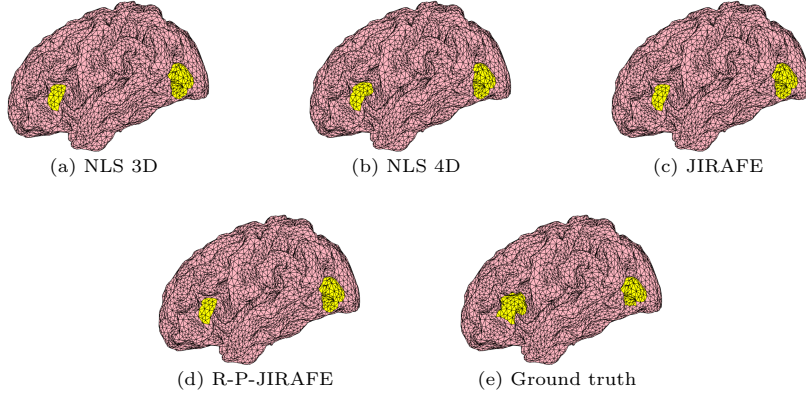 (a) NLS 3D
(b) NLS 4D
(c) JIRAFE
(d) R-P-JIRAFE
(e) Ground truth